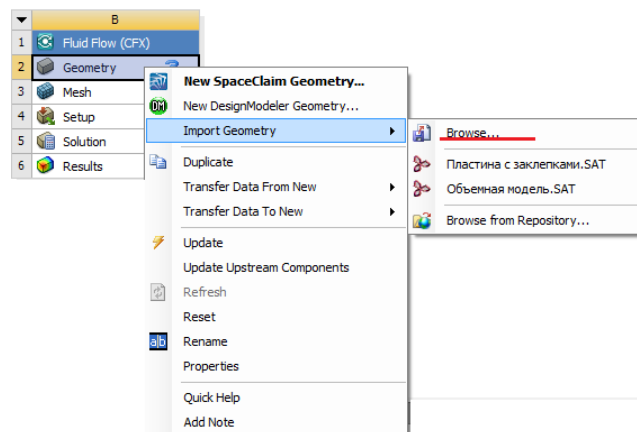 B
1 Fluid Flow (CFX)
2 Geometry
3 Mesh
4 Setup
5 Solution
6 Results
New SpaceClaim Geometry...
DM New DesignModeler Geometry...
Import Geometry
Duplicate
Transfer Data From New
Transfer Data To New
Update
Update Upstream Components
Refresh
Reset
a|b Rename
Properties
Quick Help
Add Note
Browse...
Пластина с заклепками.SAT
Объемная модель.SAT
Browse from Repository...